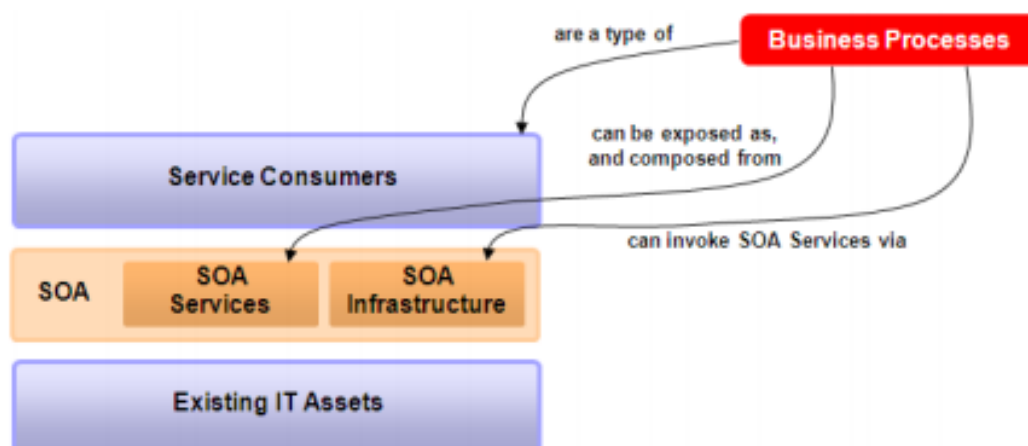 are a type of
Business Processes
can be exposed as,
and composed from
Service Consumers
can invoke SOA Services via
SOA
SOA
Services
SOA
Infrastructure
Existing IT Assets